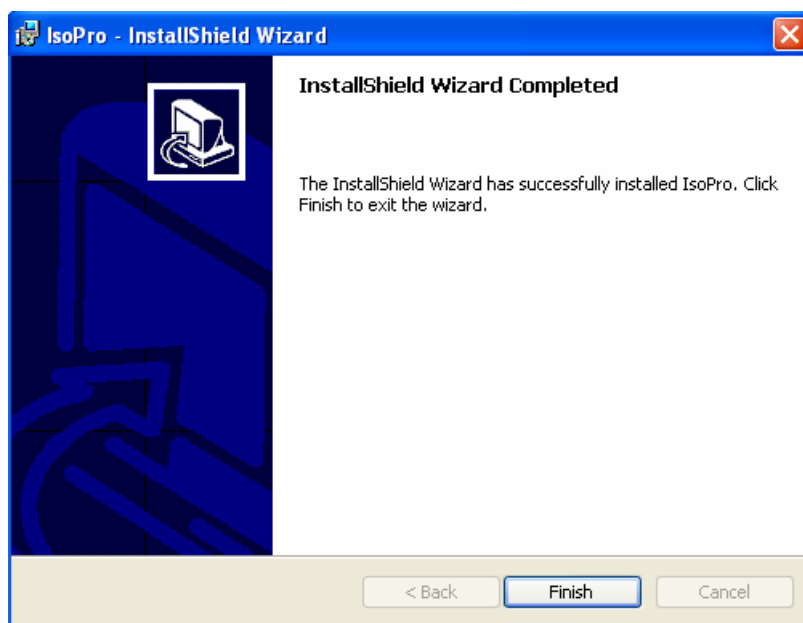 IsoPro - InstallShield Wizard
InstallShield Wizard Completed
The InstallShield Wizard has successfully installed IsoPro. Click
Finish to exit the wizard.
< Back
Finish
Cancel